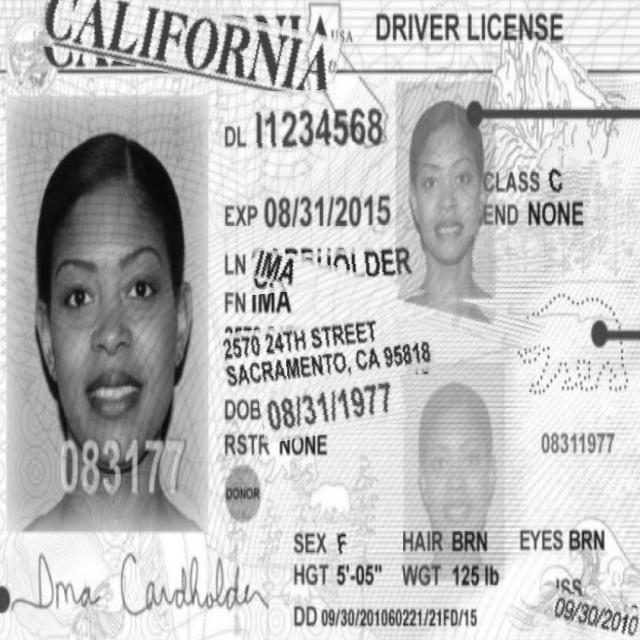 CALIFORNIA USA DRIVER LICENSE
DL I1234568
CLASS C
EXP 08/31/2015
END NONE
LN IMA HOLDER
FN IMA
2570 24TH STREET
SACRAMENTO, CA 95818
DOB 08/31/1977
RSTR NONE
083177
08311977
DONOR
SEX F HAIR BRN EYES BRN
HGT 5'-05" WGT 125 lb
ISS
DD 09/30/201060221/21FD/15
09/30/2010
Ima Cardholder